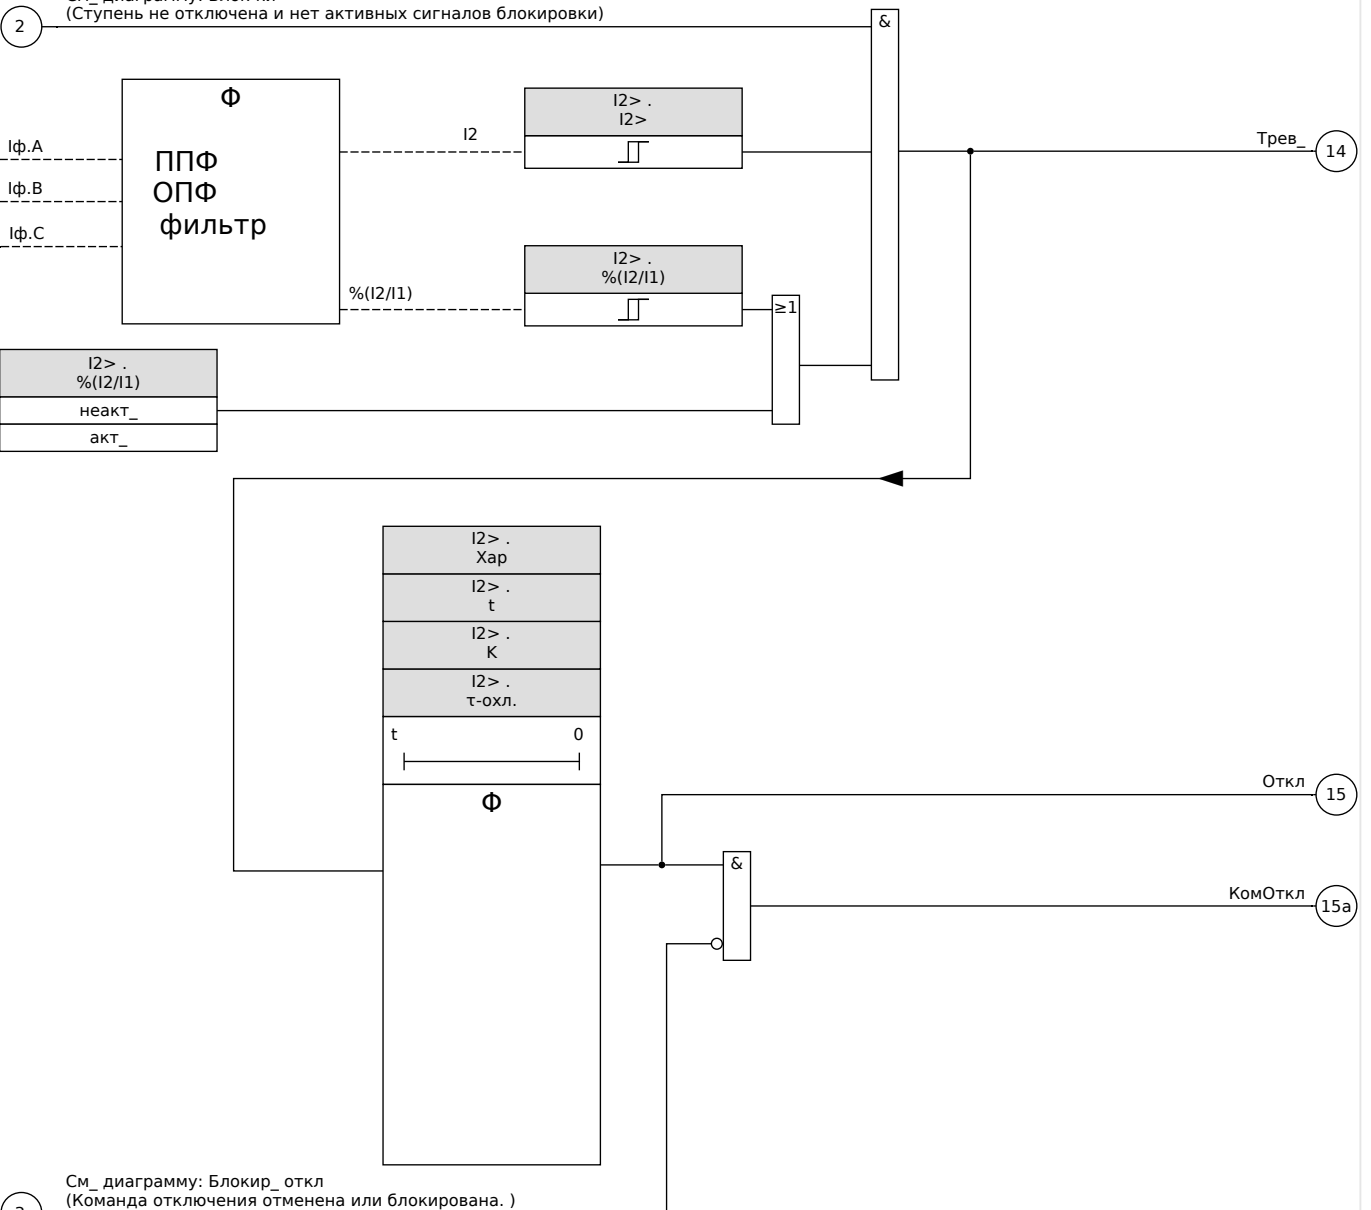 (Ступень не отключена и нет активных сигналов блокировки)
2
&
Ф
I2> .
I2>
I2
Iф.A
ППФ
Трев_
14
Iф.B
ОПФ
Iф.C
фильтр
I2> .
%(I2/I1)
%(I2/I1)
≥1
I2> .
%(I2/I1)
неакт_
акт_
I2> .
Хар
I2> .
t
I2> .
K
I2> .
τ-охл.
t 0
Ф
Откл
15
&
КомОткл
15a
См_ диаграмму: Блокир_ откл
(Команда отключения отменена или блокирована. )